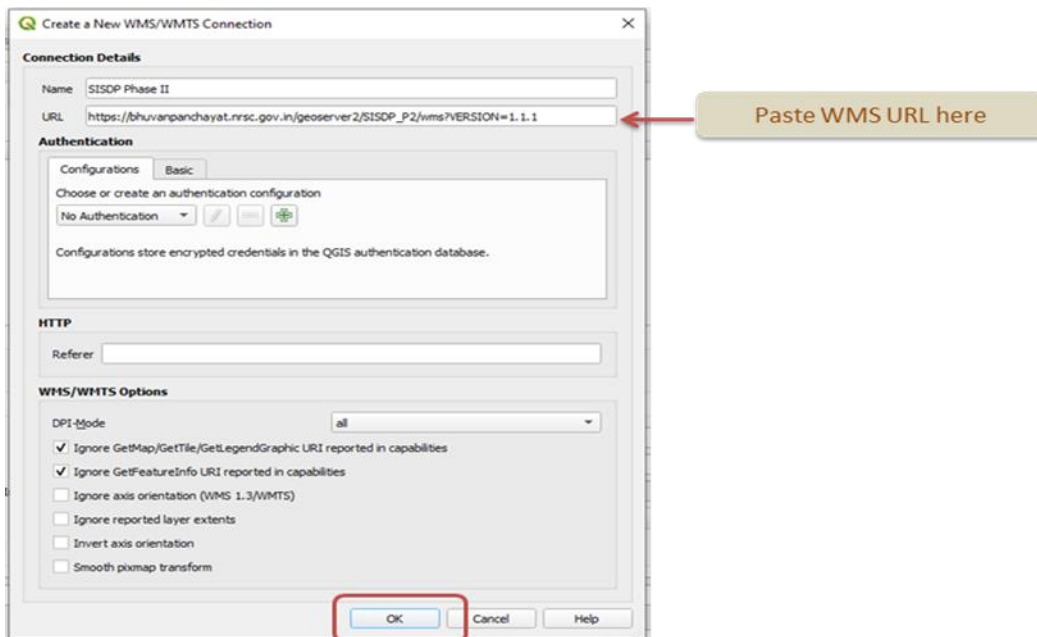 Create a New WMS/WMTS Connection
Connection Details
Name SISDP Phase II
URL https://bhuvanpanchayat.nrsc.gov.in/geoserver2/SISDP_P2/wms?VERSION=1.1.1
Paste WMS URL here
Authentication
Configurations Basic
Choose or create an authentication configuration
No Authentication
Configurations store encrypted credentials in the QGIS authentication database.
HTTP
Referer
WMS/WMTS Options
DPI-Mode all
Ignore GetMap/GetTile/GetLegendGraphic URI reported in capabilities
Ignore GetFeatureInfo URI reported in capabilities
Ignore axis orientation (WMS 1.3/WMTS)
Ignore reported layer extents
Invert axis orientation
Smooth pixmap transform
OK Cancel Help